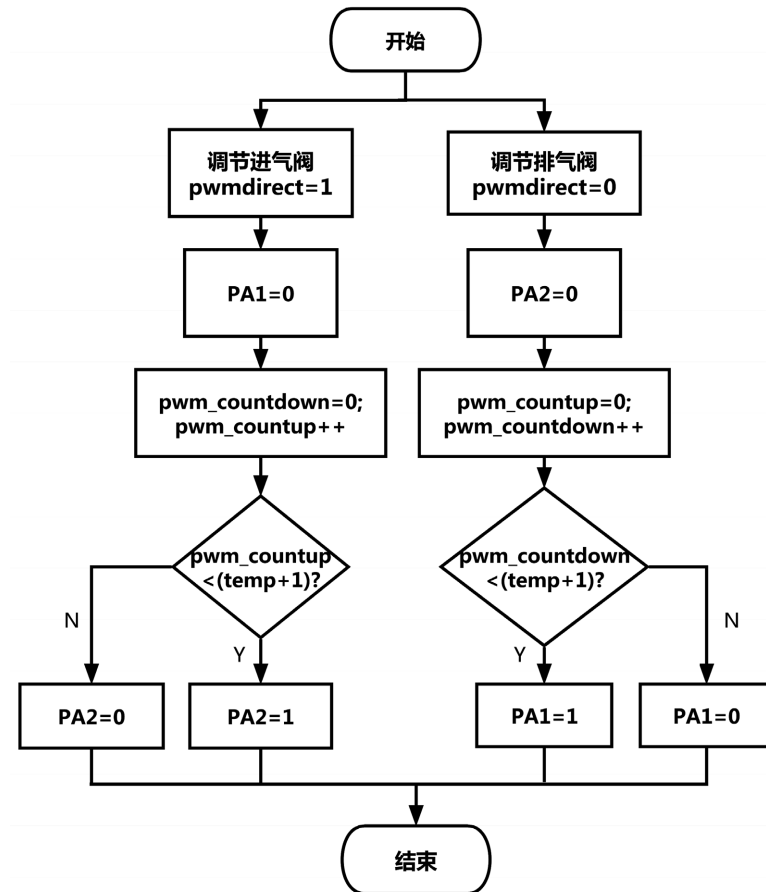 开始
调节进气阀
pwmdirect=1
调节排气阀
pwmdirect=0
PA1=0
PA2=0
pwm_countdown=0;
pwm_countup++
pwm_countup=0;
pwm_countdown++
pwm_countup
<(temp+1)?
pwm_countdown
<(temp+1)?
N
Y
Y
N
PA2=0
PA2=1
PA1=1
PA1=0
结束